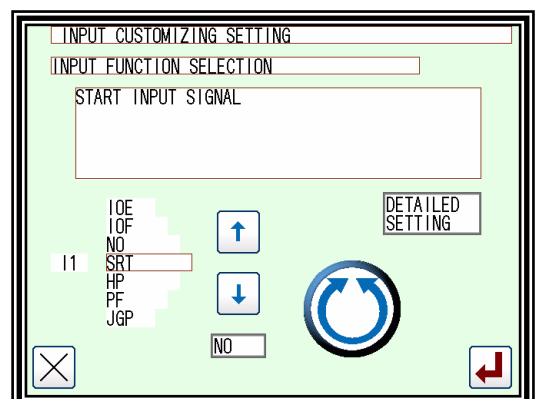 INPUT CUSTOMIZING SETTING
INPUT FUNCTION SELECTION
START INPUT SIGNAL
IOE
IOF
NO
I1 SRT
HP
PF
JGP
DETAILED
SETTING
NO